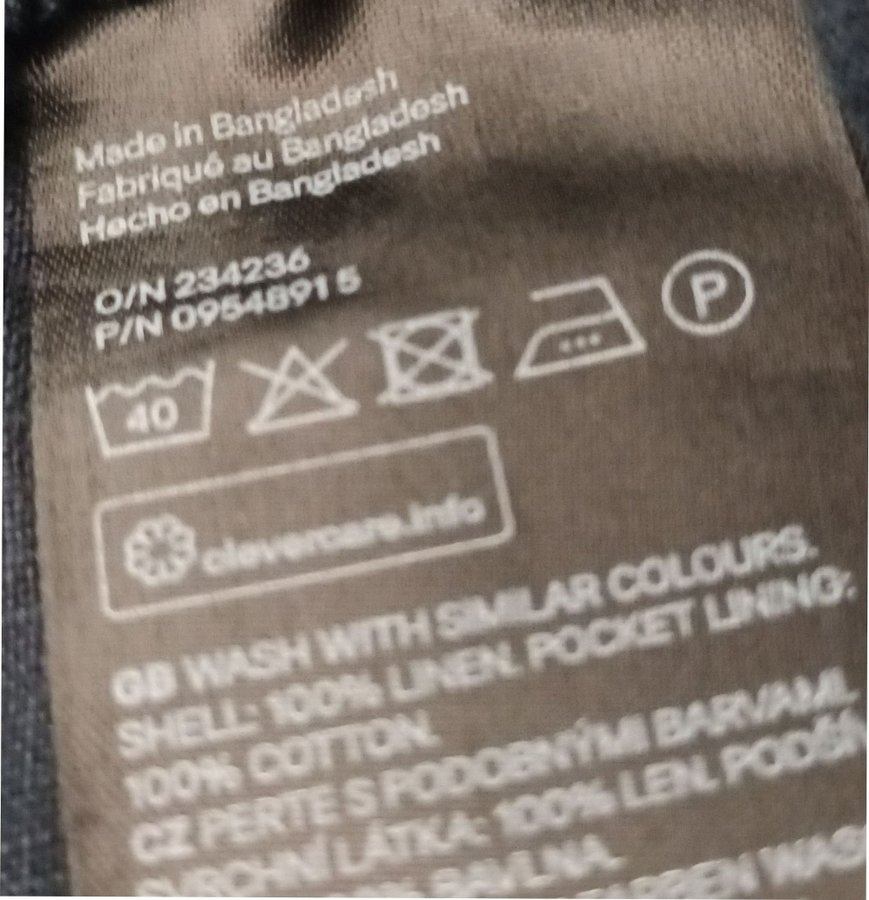 Made in Bangladesh
Fabriqué au Bangladesh
Hecho en Bangladesh
O/N 234236
P/N 09548915
40
P
clevercare.info
GB WASH WITH SIMILAR COLOURS.
SHELL: 100% LINEN. POCKET LINING:
100% COTTON.
CZ PERTE S PODOBNÝMI BARVAMI.
SVRCHNÍ LÁTKA: 100% LEN.
BAVLNA.